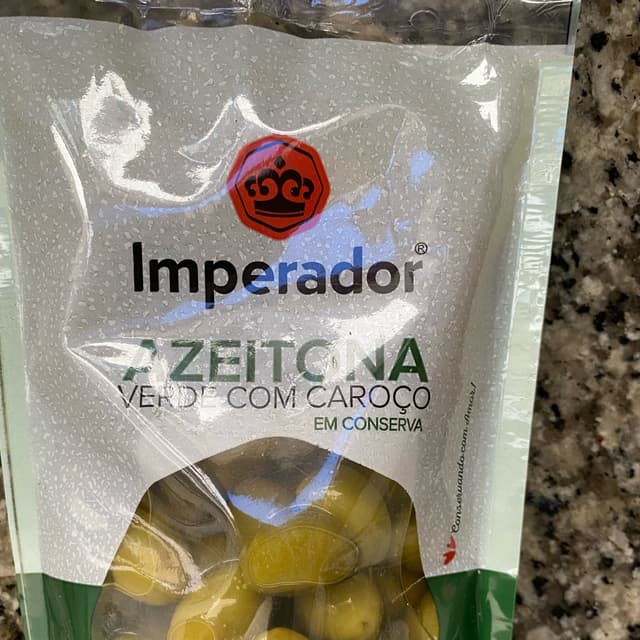 Imperador®
AZEITONA
VERDE COM CAROÇO
EM CONSERVA
Conservando com amor!